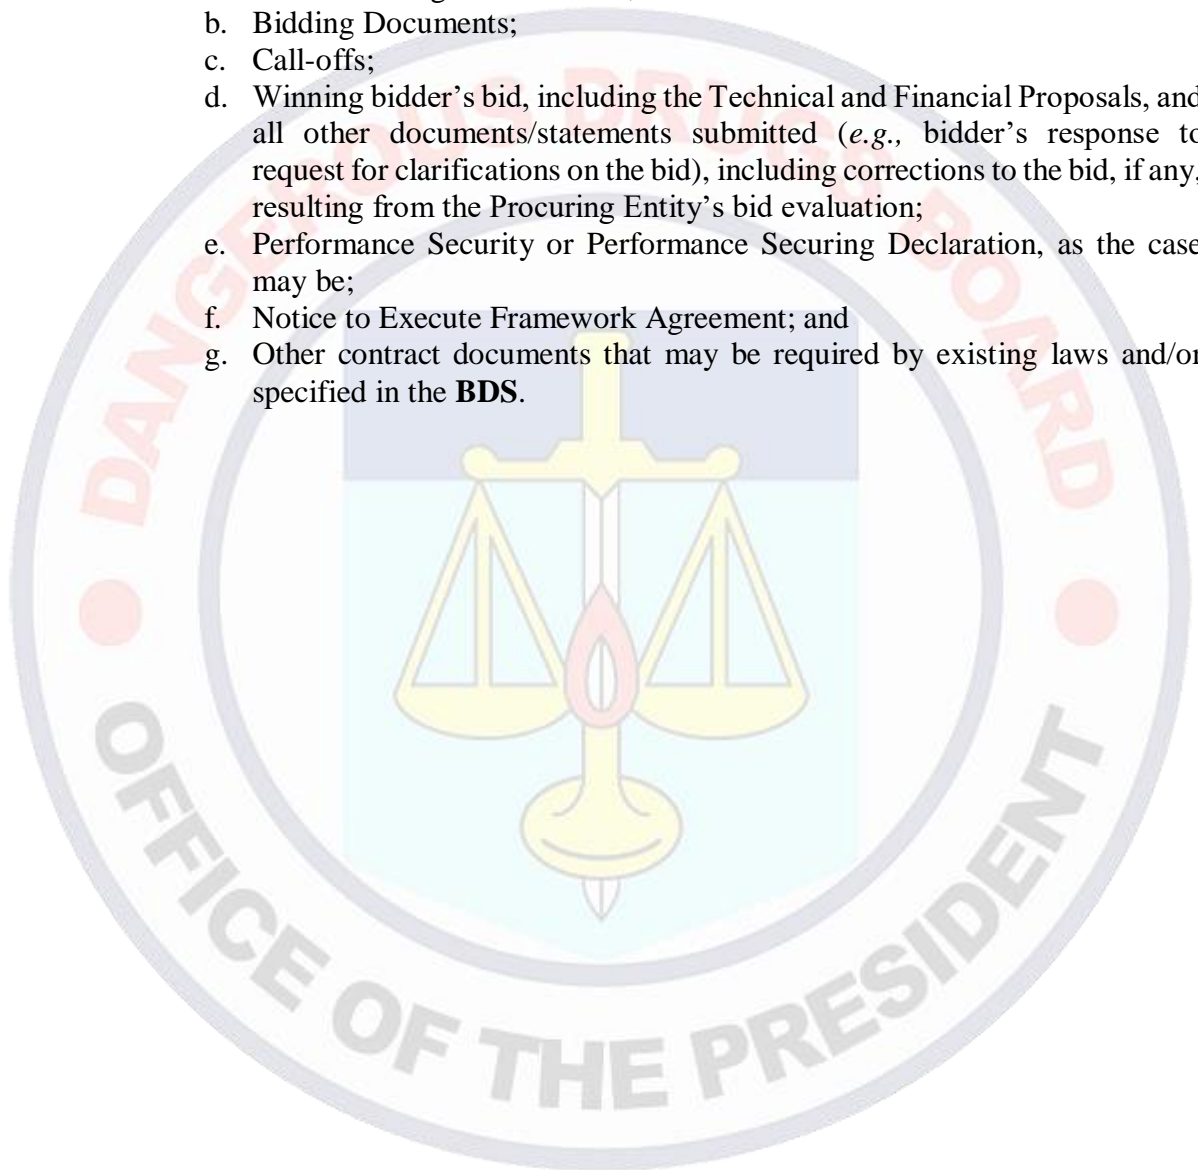 b. Bidding Documents;
c. Call-offs;
d. Winning bidder's bid, including the Technical and Financial Proposals, and
all other documents/statements submitted (e.g., bidder's response to
request for clarifications on the bid), including corrections to the bid, if any,
resulting from the Procuring Entity's bid evaluation;
e. Performance Security or Performance Securing Declaration, as the case
may be;
f. Notice to Execute Framework Agreement; and
g. Other contract documents that may be required by existing laws and/or
specified in the BDS.
DANGEROUS DRUGS BOARD
OFFICE OF THE PRESIDENT